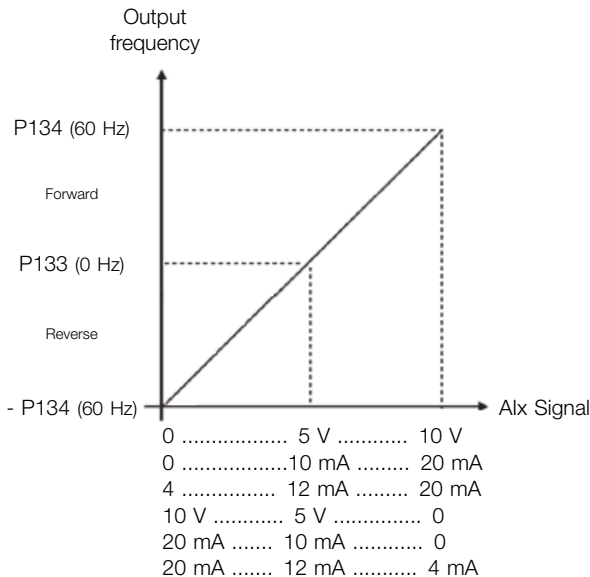 Output
frequency
P134 (60 Hz)
Forward
P133 (0 Hz)
Reverse
- P134 (60 Hz)
AIx Signal
0 .................. 5 V ............ 10 V
0 ..................10 mA ......... 20 mA
4 ................ 12 mA ......... 20 mA
10 V ............ 5 V ............... 0
20 mA ....... 10 mA ............ 0
20 mA ....... 12 mA ........... 4 mA